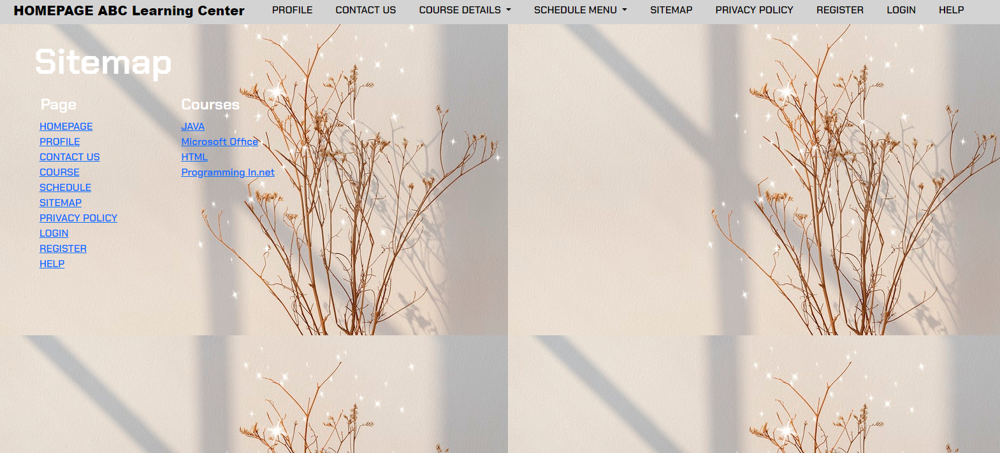 HOMEPAGE ABC Learning Center PROFILE CONTACT US COURSE DETAILS SCHEDULE MENU SITEMAP PRIVACY POLICY REGISTER LOGIN HELP
Sitemap
Page
HOMEPAGE
PROFILE
CONTACT US
COURSE
SCHEDULE
SITEMAP
PRIVACY POLICY
LOGIN
REGISTER
HELP
Courses
JAVA
Microsoft Office
HTML
Programming In.net